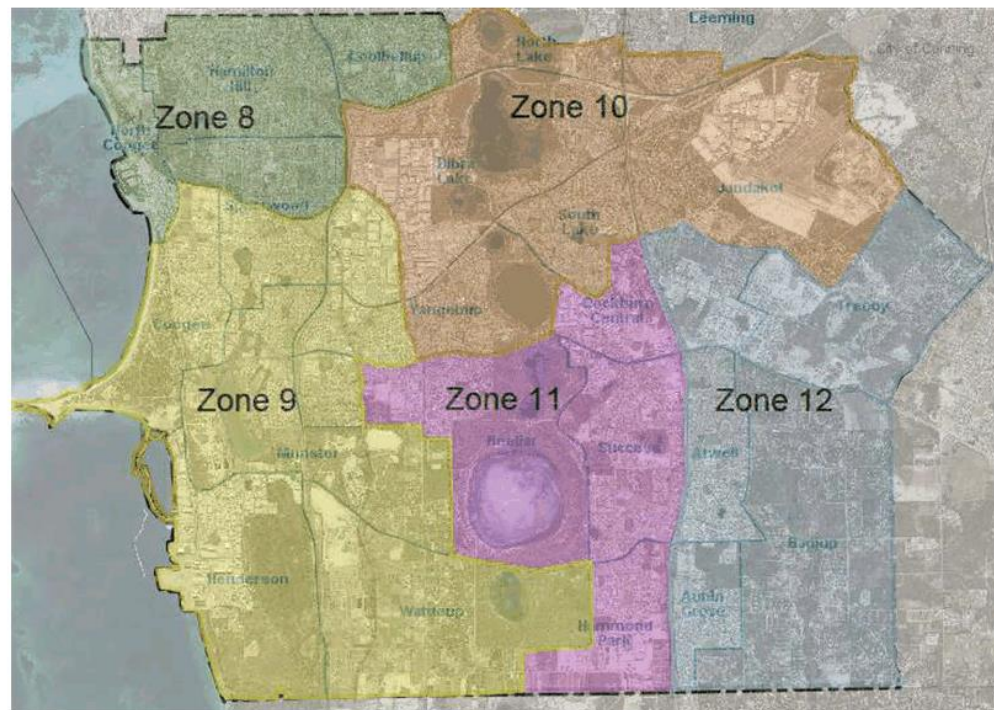 Leeming
North
Lake
City of Canning
Coolbellup
Hamilton
Hill
Zone 8
Zone 10
North
Coogee
Bibra
Lake
Jandakot
South
Lake
Coogee
Yangebup
Cockburn
Central
Treeby
Zone 9
Zone 11
Zone 12
Munster
Beeliar
Success
Atwell
Banjup
Henderson
Wattleup
Aubin
Grove
Hammond
Park